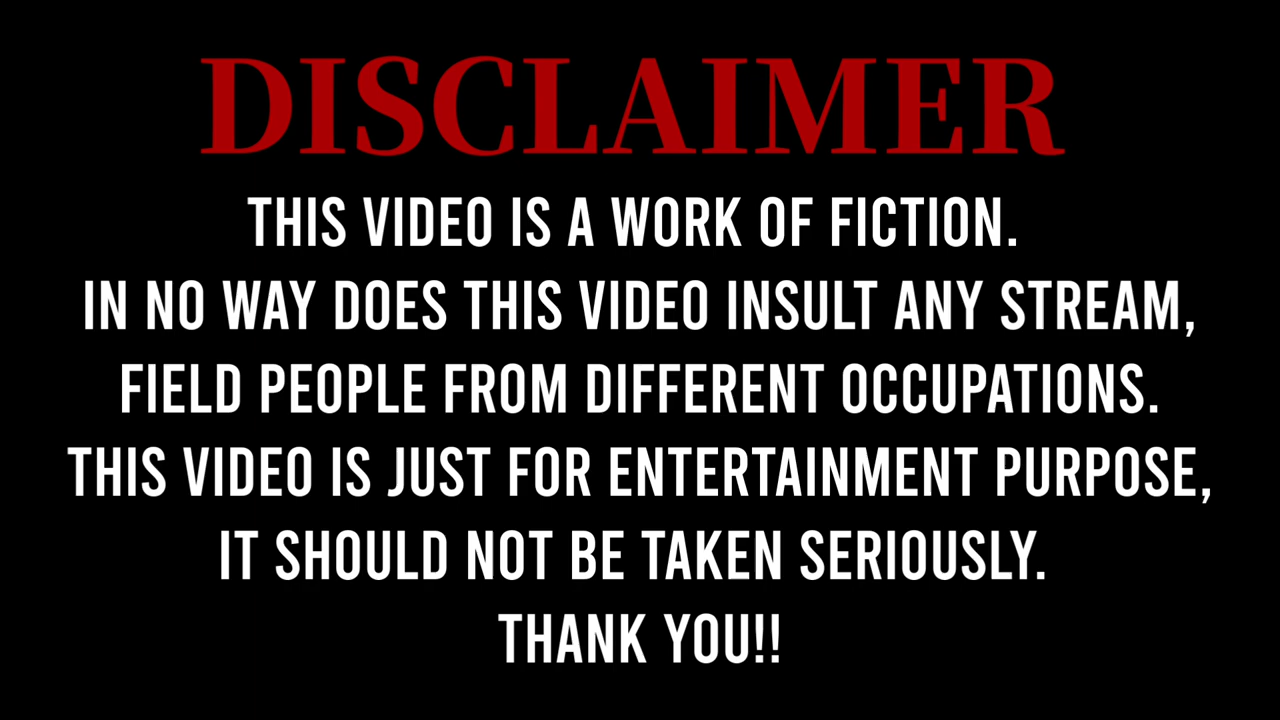 DISCLAIMER
THIS VIDEO IS A WORK OF FICTION.
IN NO WAY DOES THIS VIDEO INSULT ANY STREAM,
FIELD PEOPLE FROM DIFFERENT OCCUPATIONS.
THIS VIDEO IS JUST FOR ENTERTAINMENT PURPOSE,
IT SHOULD NOT BE TAKEN SERIOUSLY.
THANK YOU!!